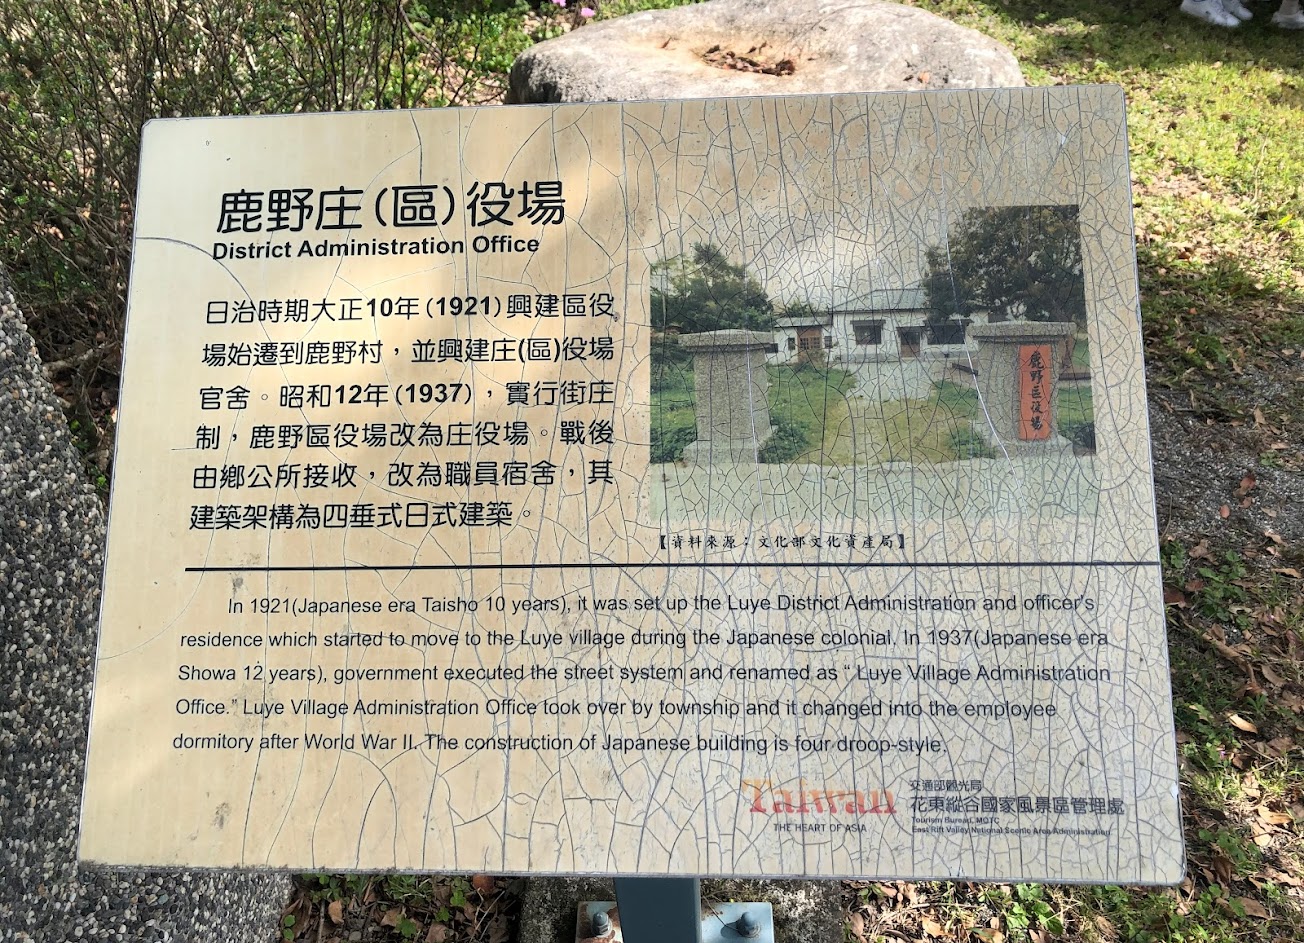 鹿野庄(區)役場
District Administration Office
日治時期大正10年(1921)興建區役
場始遷到鹿野村，並興建庄(區)役場
官舍。昭和12年(1937)，實行街庄
制，鹿野區役場改為庄役場。戰後
由鄉公所接收，改為職員宿舍，其
建築架構為四垂式日式建築。
鹿野區役場
【資料來源：文化部文化資產局】
In 1921(Japanese era Taisho 10 years), it was set up the Luye District Administration and officer's
residence which started to move to the Luye village during the Japanese colonial. In 1937(Japanese era
Showa 12 years), government executed the street system and renamed as “ Luye Village Administration
Office.” Luye Village Administration Office took over by township and it changed into the employee
dormitory after World War II. The construction of Japanese building is four droop-style.
Taiwan
THE HEART OF ASIA
交通部觀光局
花東縱谷國家風景區管理處
Tourism Bureau, MOTC
East Rift Valley National Scenic Area Administration